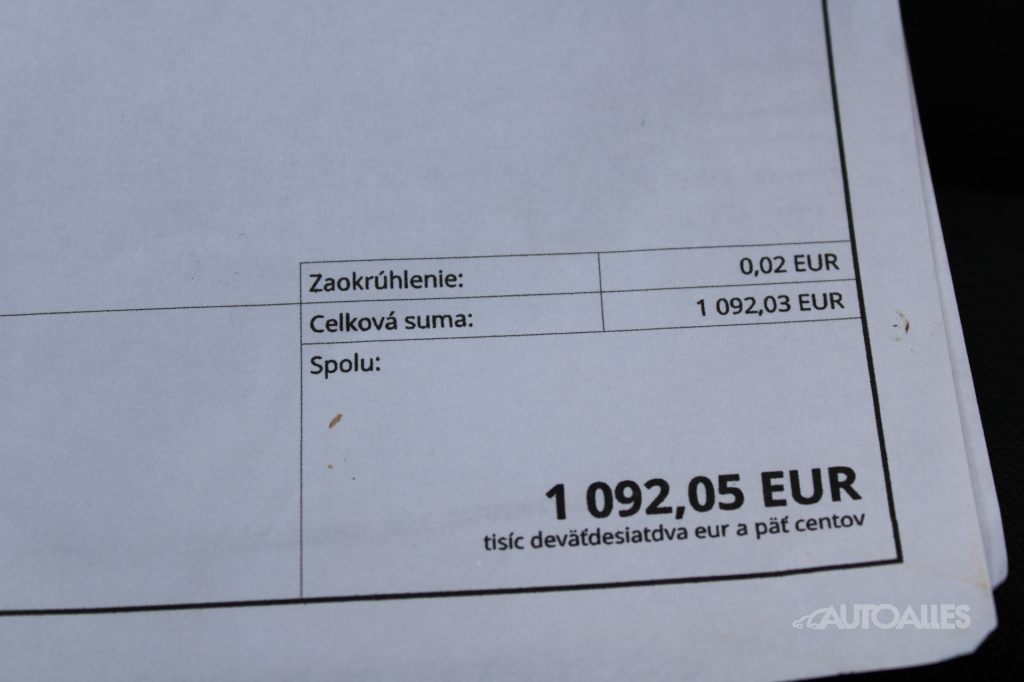 Zaokrúhlenie: 0,02 EUR
Celková suma: 1 092,03 EUR
Spolu:
1 092,05 EUR
tisíc deväťdesiatdva eur a päť centov
AUTOALLES